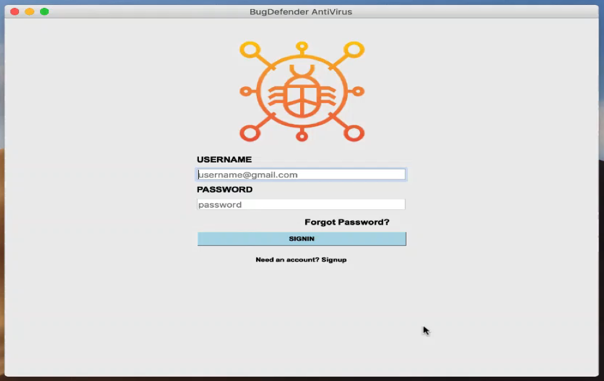 BugDefender AntiVirus
USERNAME
username@gmail.com
PASSWORD
password
Forgot Password?
SIGNIN
Need an account? Signup